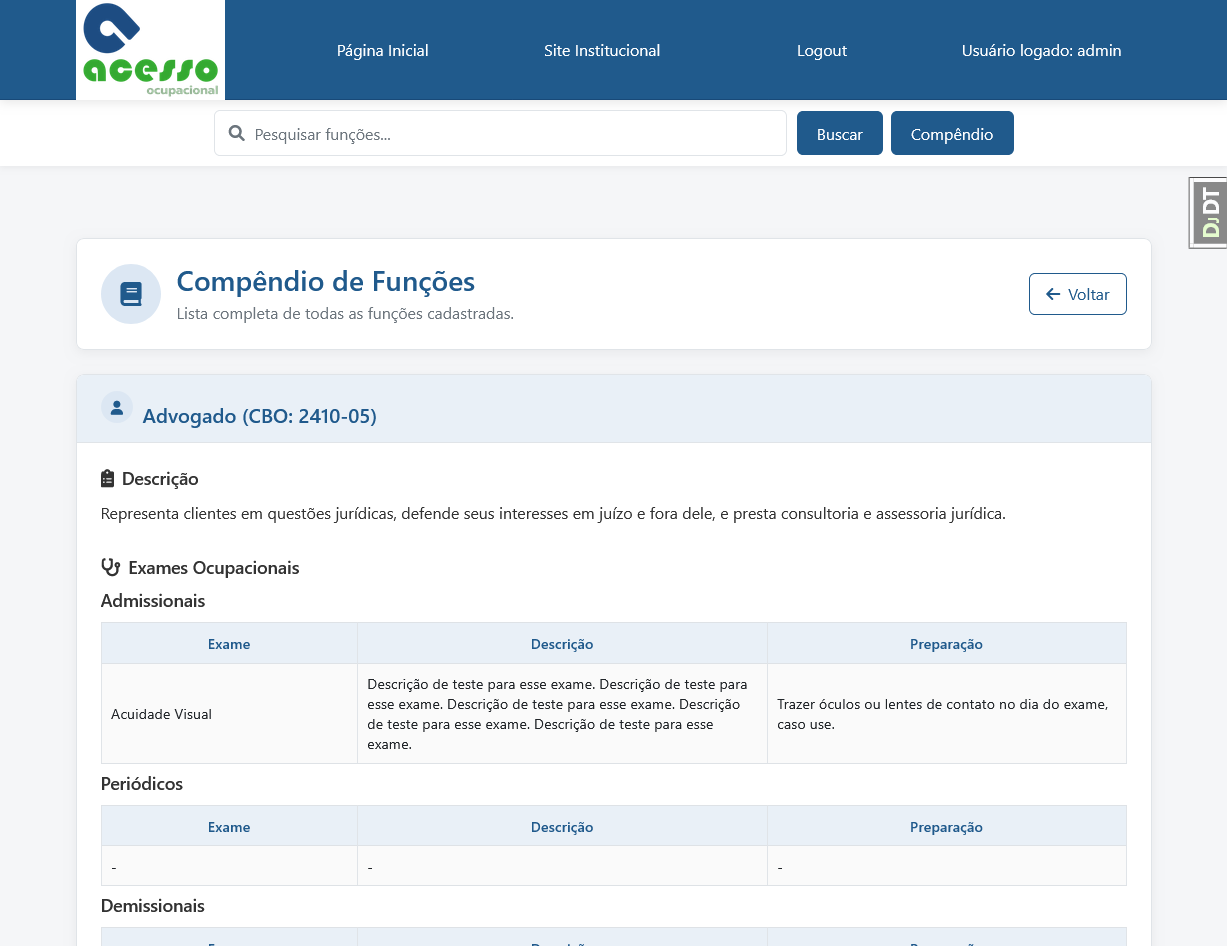 acesso
ocupacional
Página Inicial
Site Institucional
Logout
Usuário logado: admin
Pesquisar funções...
Buscar
Compêndio
DJDT
Compêndio de Funções
Lista completa de todas as funções cadastradas.
Voltar
Advogado (CBO: 2410-05)
Descrição
Representa clientes em questões jurídicas, defende seus interesses em juízo e fora dele, e presta consultoria e assessoria jurídica.
Exames Ocupacionais
Admissionais
Exame
Descrição
Preparação
Acuidade Visual
Descrição de teste para esse exame. Descrição de teste para
esse exame. Descrição de teste para esse exame. Descrição
de teste para esse exame. Descrição de teste para esse
exame.
Trazer óculos ou lentes de contato no dia do exame,
caso use.
Periódicos
Exame
Descrição
Preparação
-
-
-
Demissionais